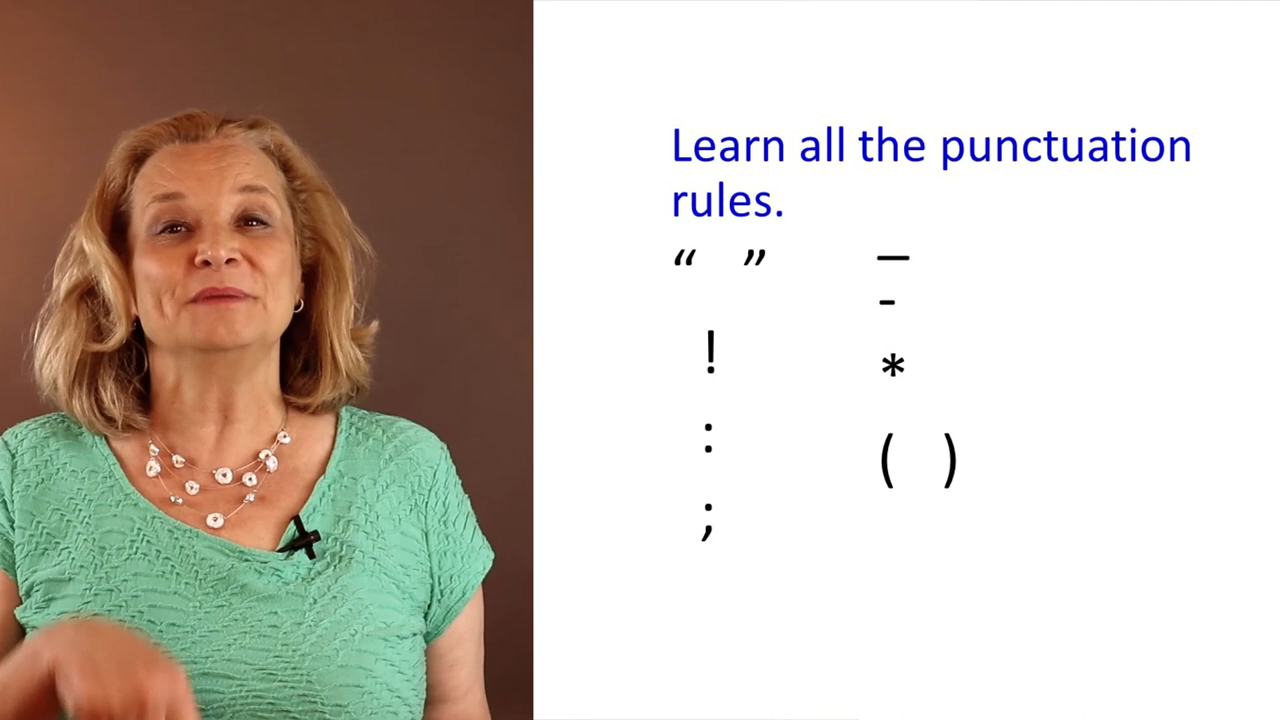 Learn all the punctuation
rules.
“ ” —
-
!
*
:
( )
;